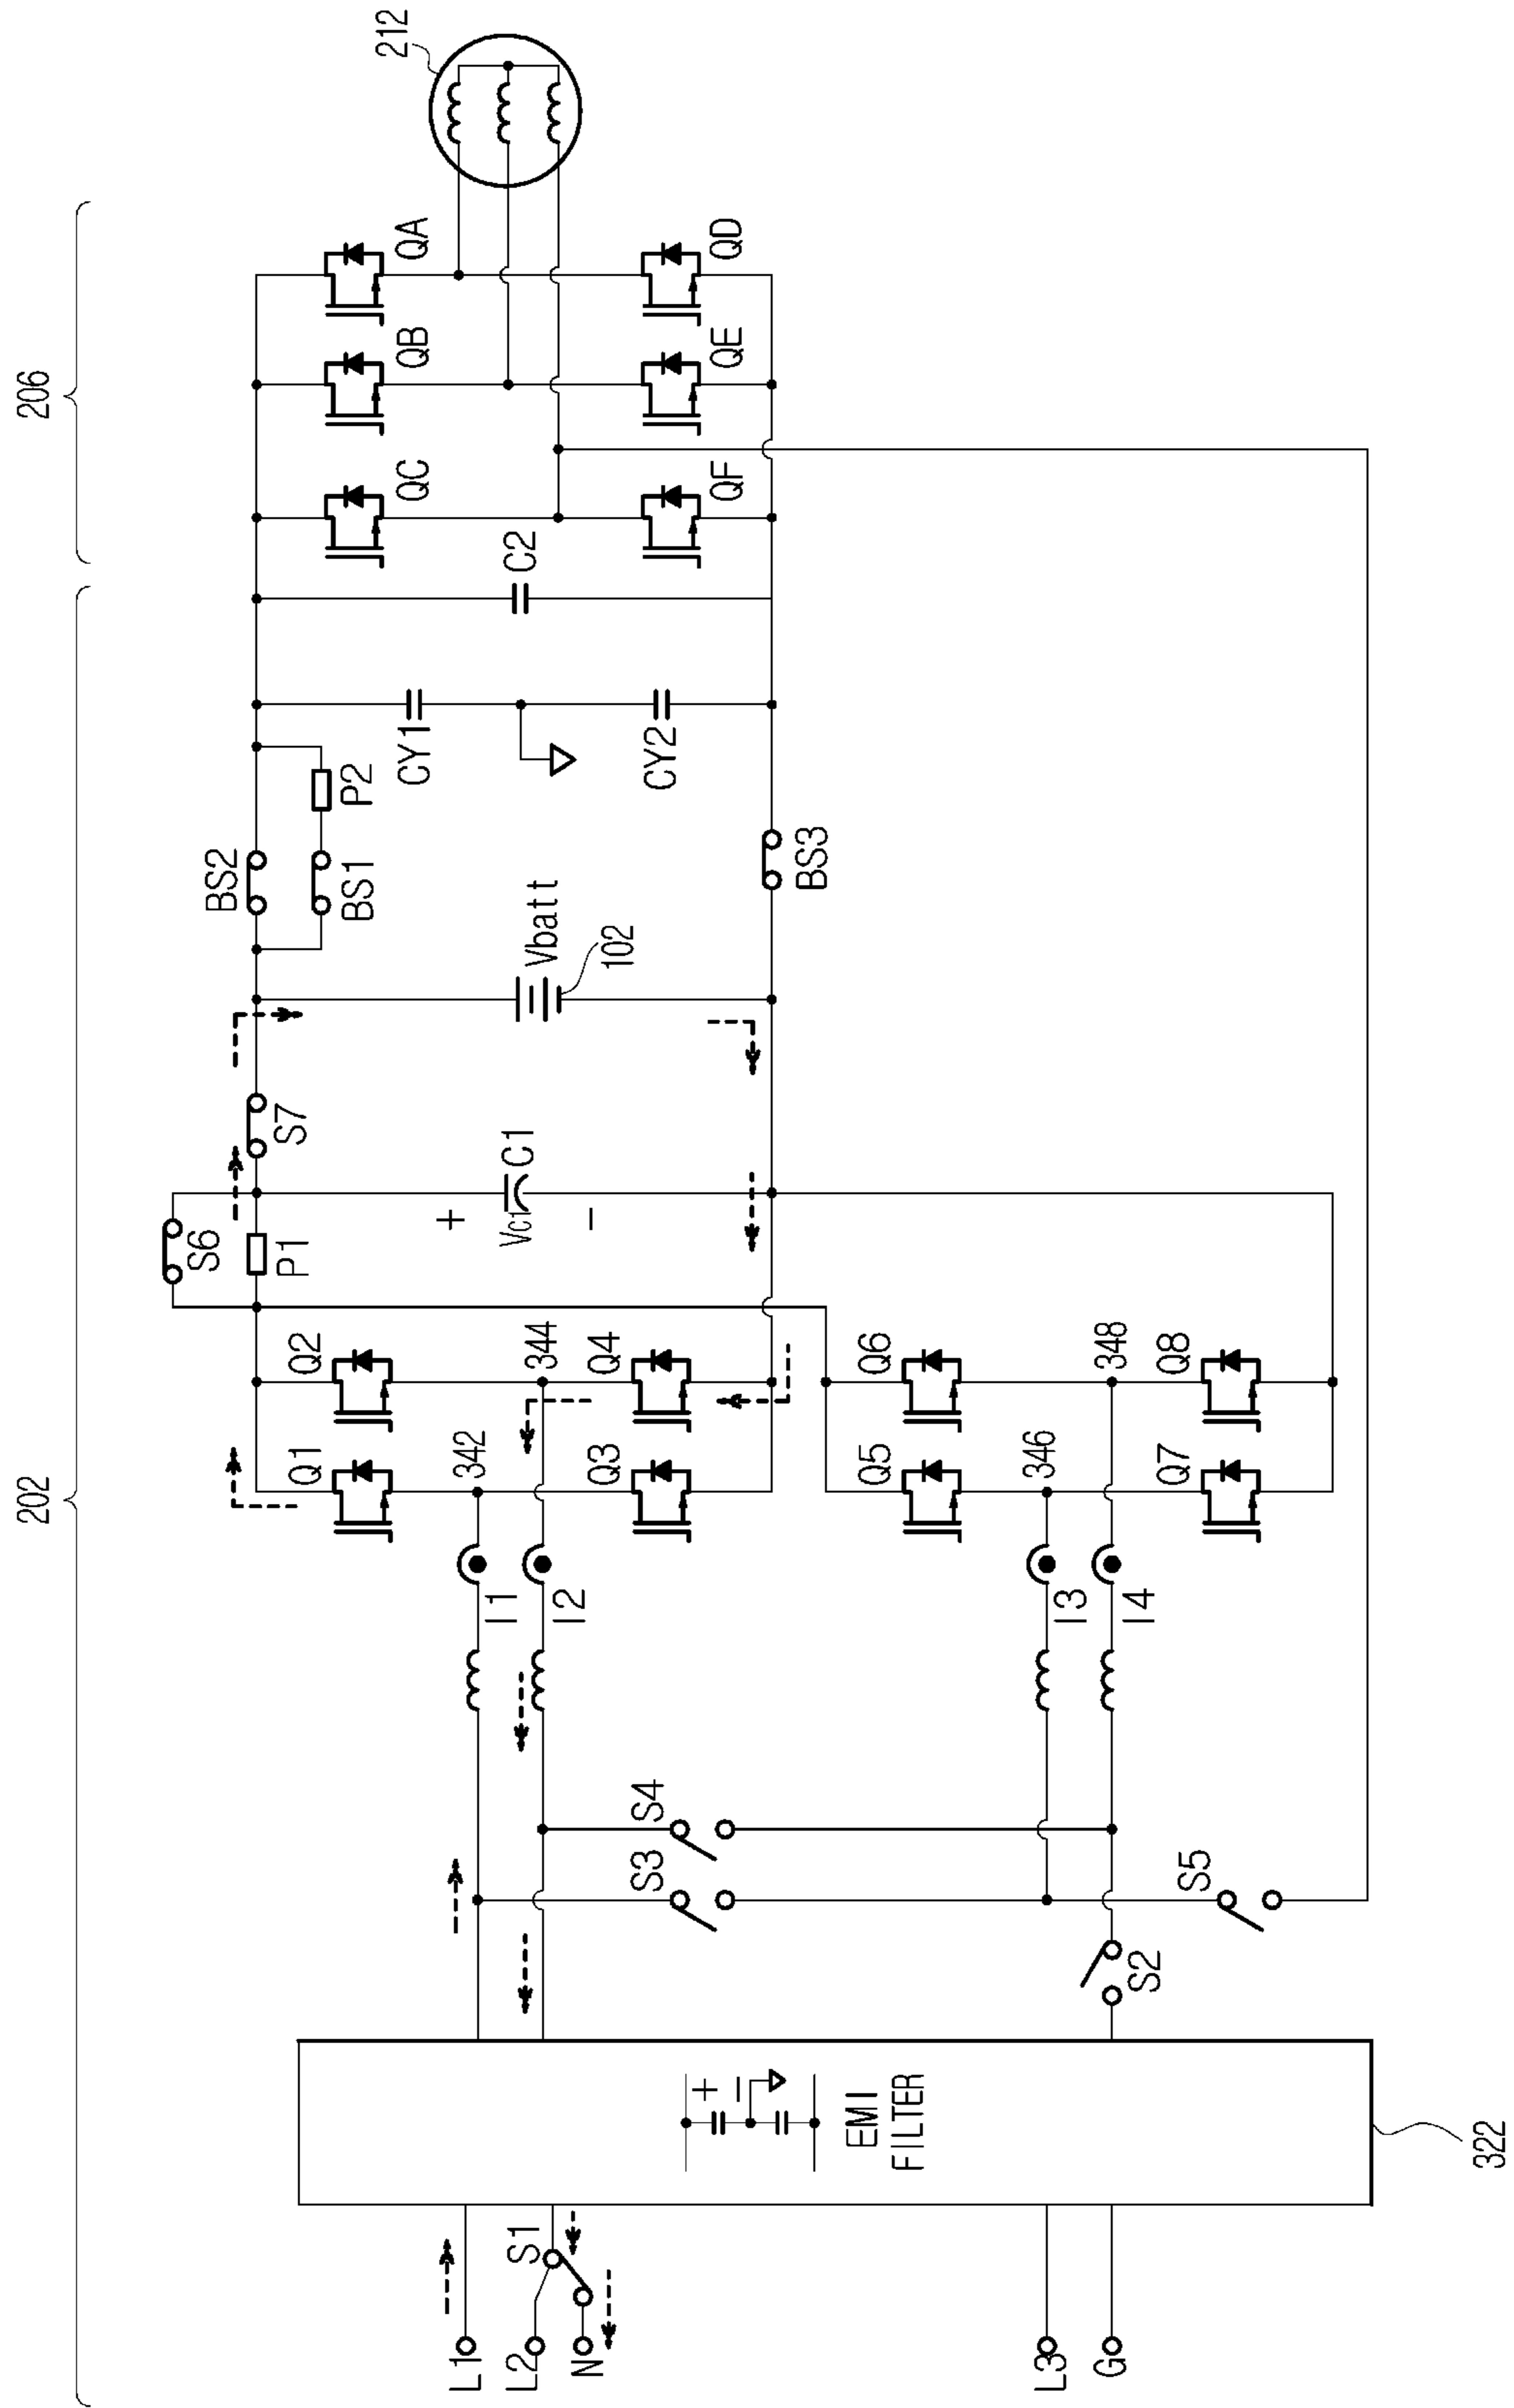 202
206
212
BS2
S6
S7
BS1
P2
P1
Q1
Q2
QC
QB
QA
+
Vc1
−
C1
Vbatt
102
CY1
C2
342
344
Q3
Q4
CY2
QF
QE
QD
BS3
L1
L2
N
S1
I1
I2
+
−
EMI
FILTER
S3
S4
Q5
Q6
346
348
L3
G
S2
I3
I4
S5
Q7
Q8
322